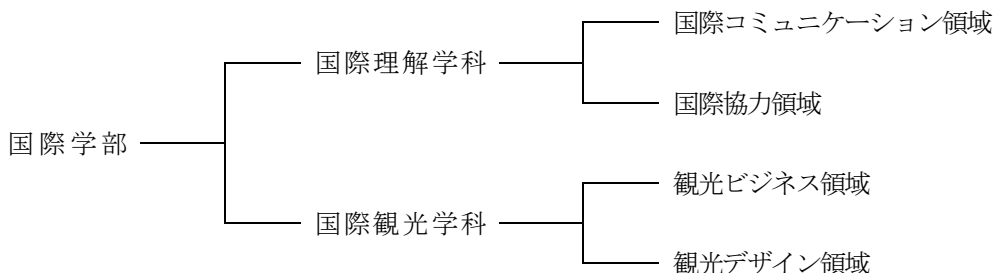 国際学部
国際理解学科
国際コミュニケーション領域
国際協力領域
国際観光学科
観光ビジネス領域
観光デザイン領域